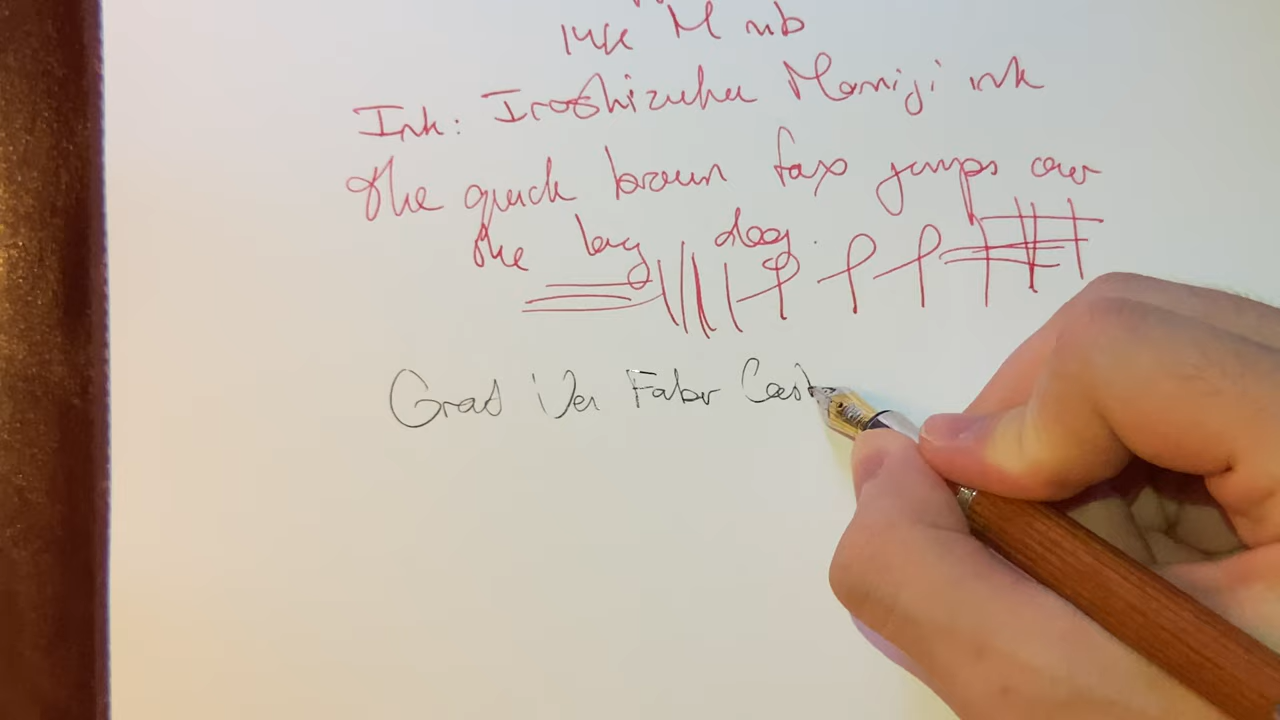 14k M nib
Ink: Iroshizuku Momiji ink
The quick brown fox jumps over
the lazy dog.
Graf Von Faber Cast